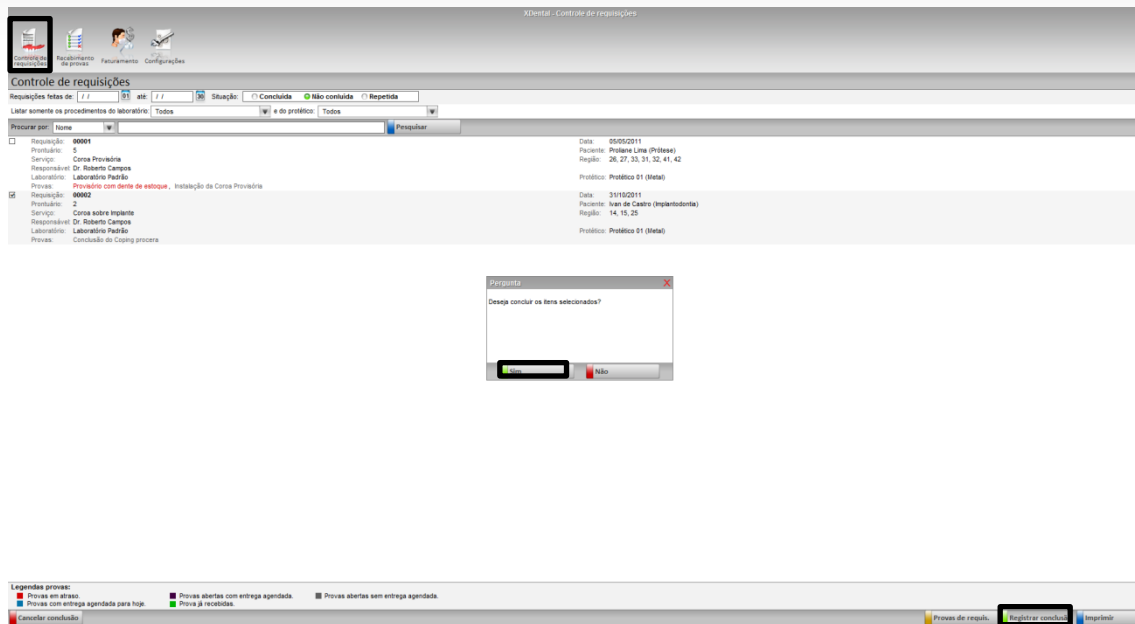 XDental - Controle de requisições
Controle de requisições
Recebimento de provas
Faturamento
Configurações
Controle de requisições
Requisições feitas de: / / 01 até: / / 30 Situação: Concluída Não conluída Repetida
Listar somente os procedimentos do laboratório: Todos e do protético: Todos
Procurar por: Nome Pesquisar
Requisição: 00001 Data: 05/05/2011
Prontuário: 5 Paciente: Proliane Lima (Prótese)
Serviço: Coroa Provisória Região: 26, 27, 33, 31, 32, 41, 42
Responsável: Dr. Roberto Campos
Laboratório: Laboratório Padrão Protético: Protético 01 (Metal)
Provas: Provisório com dente de estoque, Instalação da Coroa Provisória
Requisição: 00002 Data: 31/10/2011
Prontuário: 2 Paciente: Ivan de Castro (Implantodontia)
Serviço: Coroa sobre Implante Região: 14, 15, 25
Responsável: Dr. Roberto Campos
Laboratório: Laboratório Padrão Protético: Protético 01 (Metal)
Provas: Conclusão do Coping procera
Pergunta X
Deseja concluir os itens selecionados?
Sim Não
Legendas provas:
Provas em atraso. Provas abertas com entrega agendada. Provas abertas sem entrega agendada.
Provas com entrega agendada para hoje. Prova já recebidas.
Cancelar conclusão Provas de requis. Registrar conclusã Imprimir